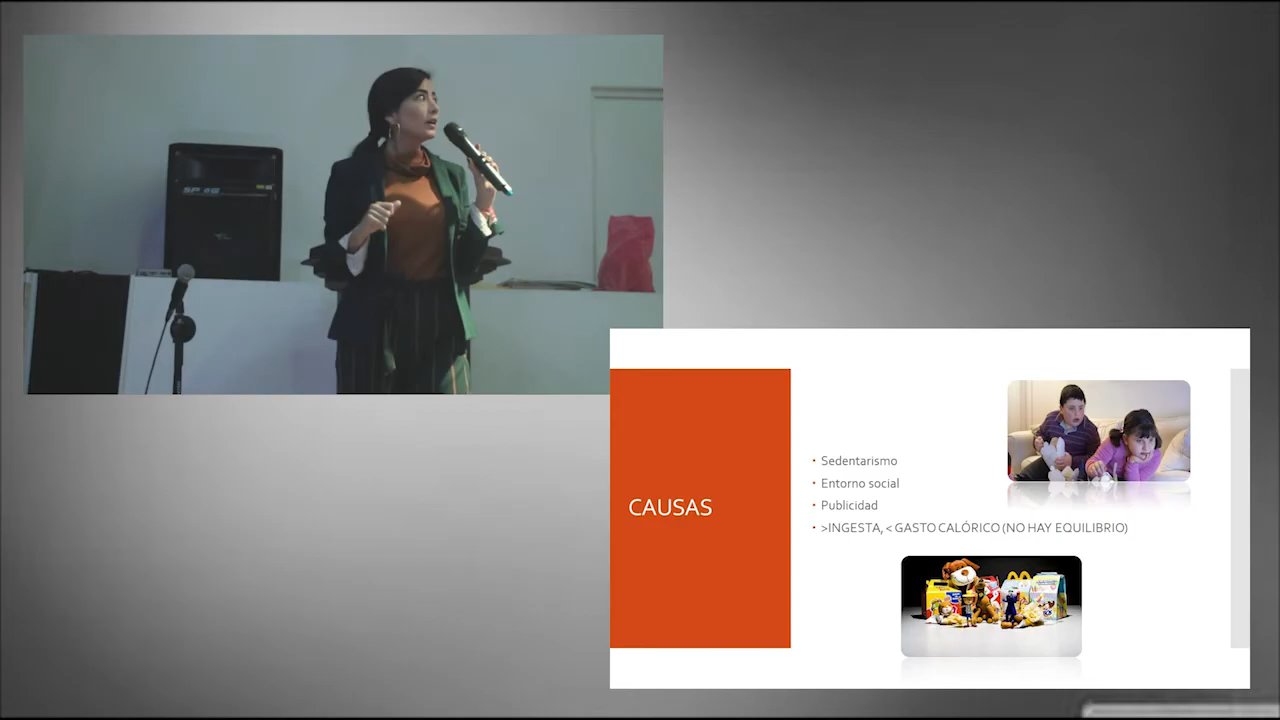 CAUSAS
• Sedentarismo
• Entorno social
• Publicidad
• >INGESTA, < GASTO CALÓRICO (NO HAY EQUILIBRIO)